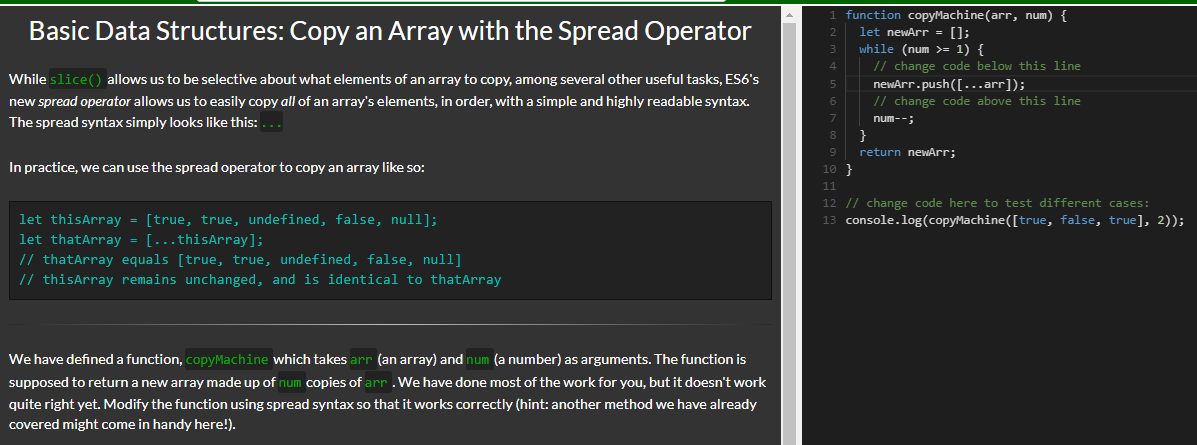 Basic Data Structures: Copy an Array with the Spread Operator
While slice() allows us to be selective about what elements of an array to copy, among several other useful tasks, ES6's
new spread operator allows us to easily copy all of an array's elements, in order, with a simple and highly readable syntax.
The spread syntax simply looks like this: ...
In practice, we can use the spread operator to copy an array like so:
let thisArray = [true, true, undefined, false, null];
let thatArray = [...thisArray];
// thatArray equals [true, true, undefined, false, null]
// thisArray remains unchanged, and is identical to thatArray
We have defined a function, copyMachine which takes arr (an array) and num (a number) as arguments. The function is
supposed to return a new array made up of num copies of arr . We have done most of the work for you, but it doesn't work
quite right yet. Modify the function using spread syntax so that it works correctly (hint: another method we have already
covered might come in handy here!).
1 function copyMachine(arr, num) {
2 let newArr = [];
3 while (num >= 1) {
4 // change code below this line
5 newArr.push([...arr]);
6 // change code above this line
7 num--;
8 }
9 return newArr;
10 }
11
12 // change code here to test different cases:
13 console.log(copyMachine([true, false, true], 2));